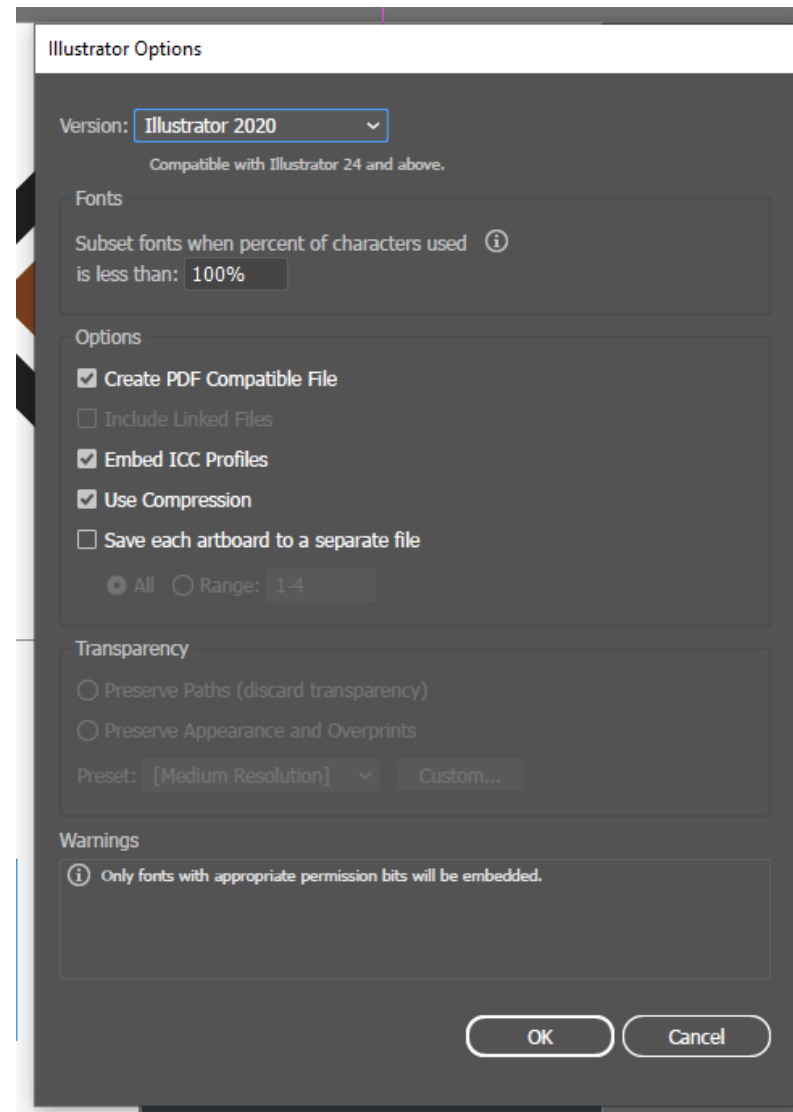 Illustrator Options
Version: Illustrator 2020
Compatible with Illustrator 24 and above.
Fonts
Subset fonts when percent of characters used
is less than: 100%
Options
Create PDF Compatible File
Include Linked Files
Embed ICC Profiles
Use Compression
Save each artboard to a separate file
All Range: 1-4
Transparency
Preserve Paths (discard transparency)
Preserve Appearance and Overprints
Preset: [Medium Resolution] Custom...
Warnings
Only fonts with appropriate permission bits will be embedded.
OK Cancel